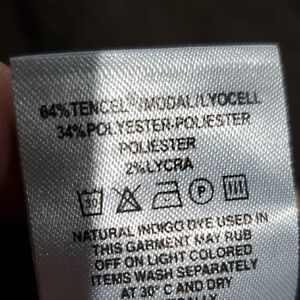 64%TENCEL®/MODAL/LYOCELL
34%POLYESTER-POLIESTER
POLIESTER
2%LYCRA
30 P
NATURAL INDIGO DYE USED IN
THIS GARMENT MAY RUB
OFF ON LIGHT COLORED
ITEMS WASH SEPARATELY
AT 30° C AND DRY